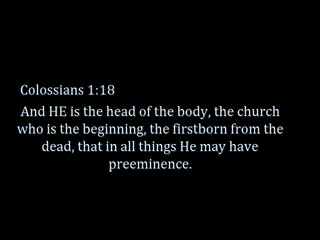 Colossians 1:18
And HE is the head of the body, the church
who is the beginning, the firstborn from the
dead, that in all things He may have
preeminence.